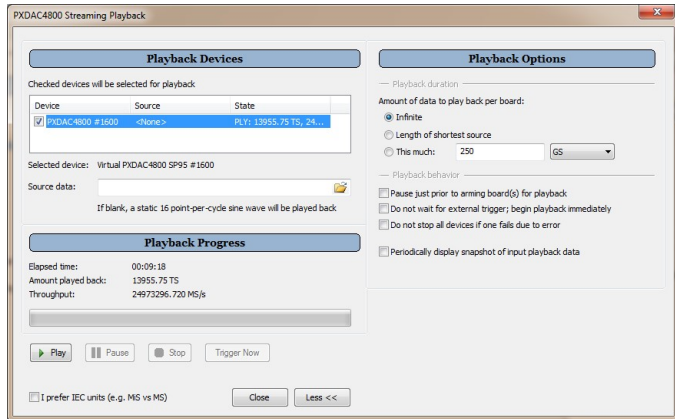 PXDAC4800 Streaming Playback
Playback Devices
Checked devices will be selected for playback
Device Source State
PXDAC4800 #1600 <None> PLY: 13955.75 TS, 24...
Selected device: Virtual PXDAC4800 SP95 #1600
Source data:
If blank, a static 16 point-per-cycle sine wave will be played back
Playback Progress
Elapsed time: 00:09:18
Amount played back: 13955.75 TS
Throughput: 24973296.720 MS/s
Play Pause Stop Trigger Now
I prefer IEC units (e.g. MiS vs MS) Close Less <<
Playback Options
Playback duration
Amount of data to play back per board:
Infinite
Length of shortest source
This much: 250 GS
Playback behavior
Pause just prior to arming board(s) for playback
Do not wait for external trigger; begin playback immediately
Do not stop all devices if one fails due to error
Periodically display snapshot of input playback data